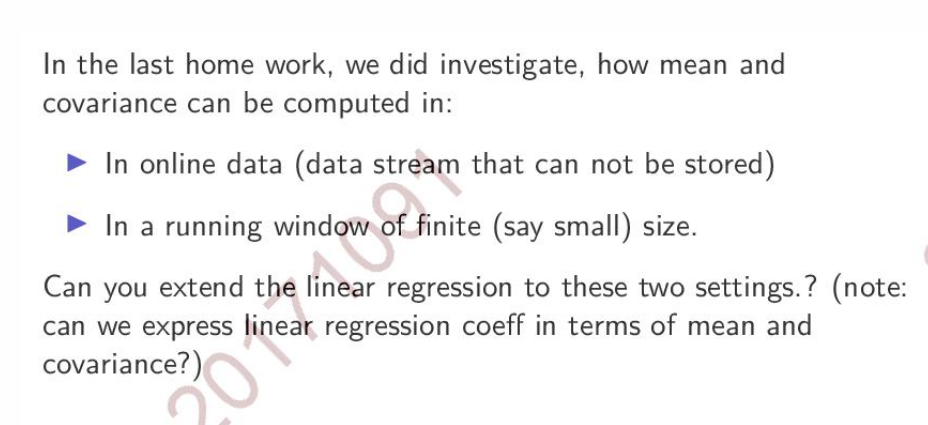 In the last home work, we did investigate, how mean and
covariance can be computed in:
▶ In online data (data stream that can not be stored)
▶ In a running window of finite (say small) size.
Can you extend the linear regression to these two settings.? (note:
can we express linear regression coeff in terms of mean and
covariance?)
20171091